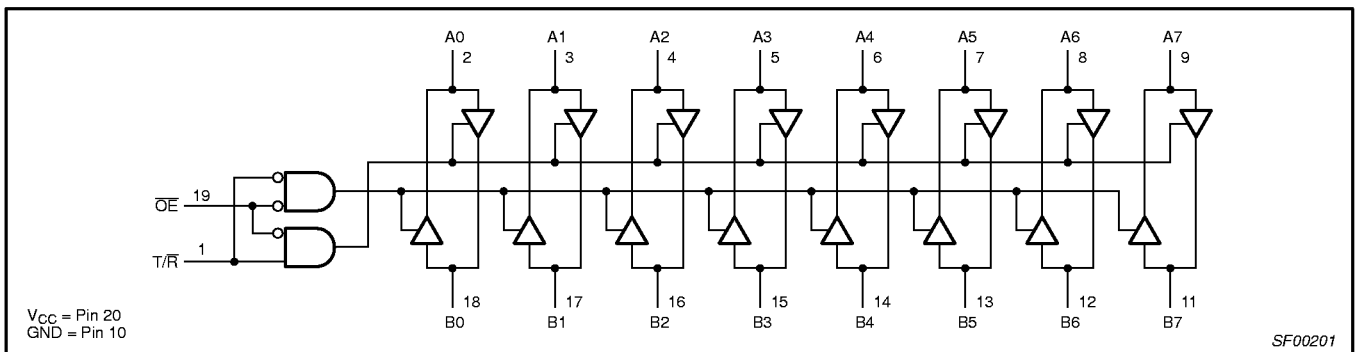 A0 A1 A2 A3 A4 A5 A6 A7
2 3 4 5 6 7 8 9
OE 19
T/R 1
18 17 16 15 14 13 12 11
B0 B1 B2 B3 B4 B5 B6 B7
VCC = Pin 20
GND = Pin 10
SF00201